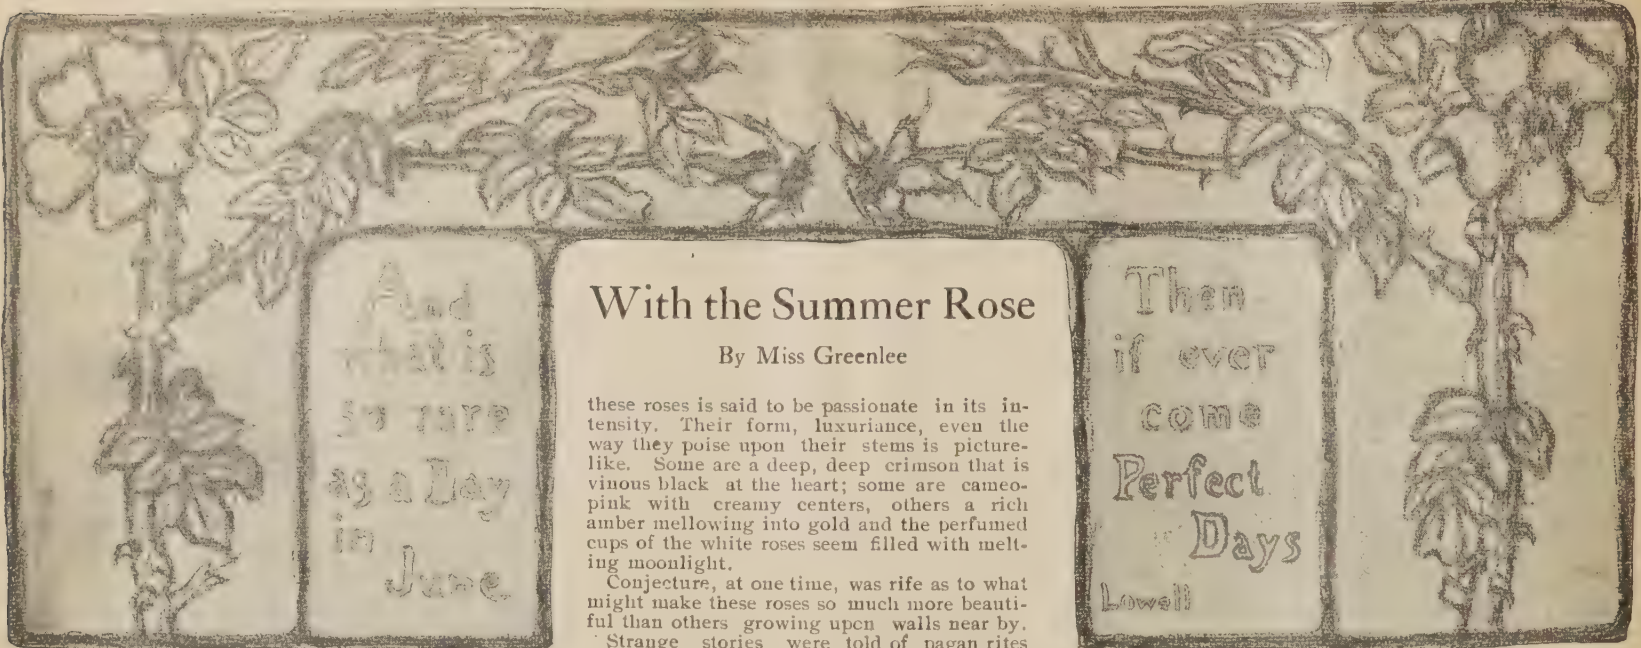 And
what is
so rare
as a Day
in
June
With the Summer Rose
By Miss Greenlee
these roses is said to be passionate in its in-
tensity. Their form, luxuriance, even the
way they poise upon their stems is picture-
like. Some are a deep, deep crimson that is
vinous black at the heart; some are cameo-
pink with creamy centers, others a rich
amber mellowing into gold and the perfumed
cups of the white roses seem filled with melt-
ing moonlight.
Conjecture, at one time, was rife as to what
might make these roses so much more beauti-
ful than others growing upon walls near by.
Strange stories were told of pagan rites
Then
if ever
come
Perfect
Days
Lowell